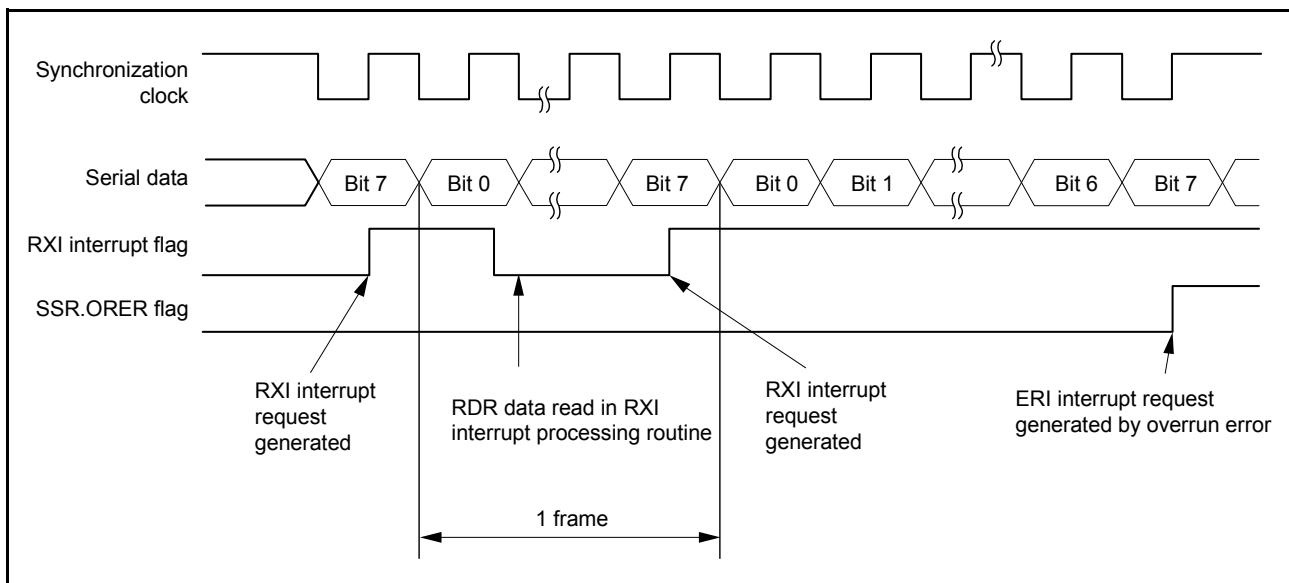 Synchronization
clock
Serial data
Bit 7
Bit 0
Bit 7
Bit 0
Bit 1
Bit 6
Bit 7
RXI interrupt flag
SSR.ORER flag
RXI interrupt
request
generated
RDR data read in RXI
interrupt processing routine
RXI interrupt
request
generated
ERI interrupt request
generated by overrun error
1 frame